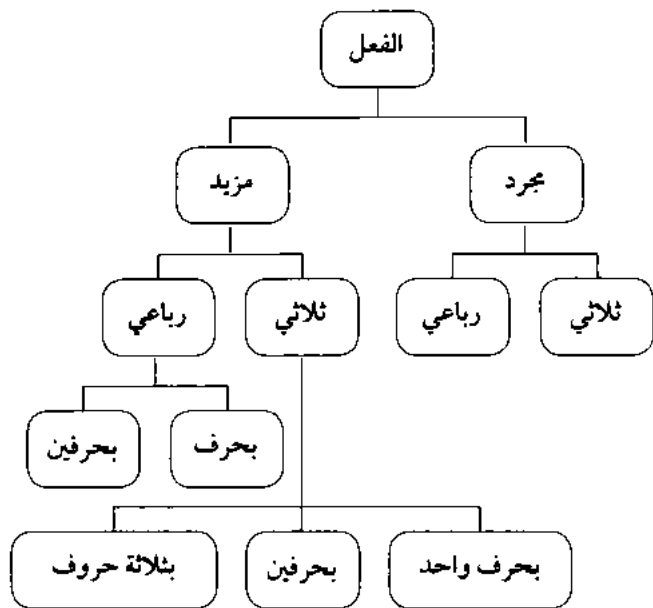 الفعل
مجرد
مزيد
ثلاثي
رباعي
ثلاثي
رباعي
بحرف
بحرفين
بحرف واحد
بحرفين
بثلاثة حروف